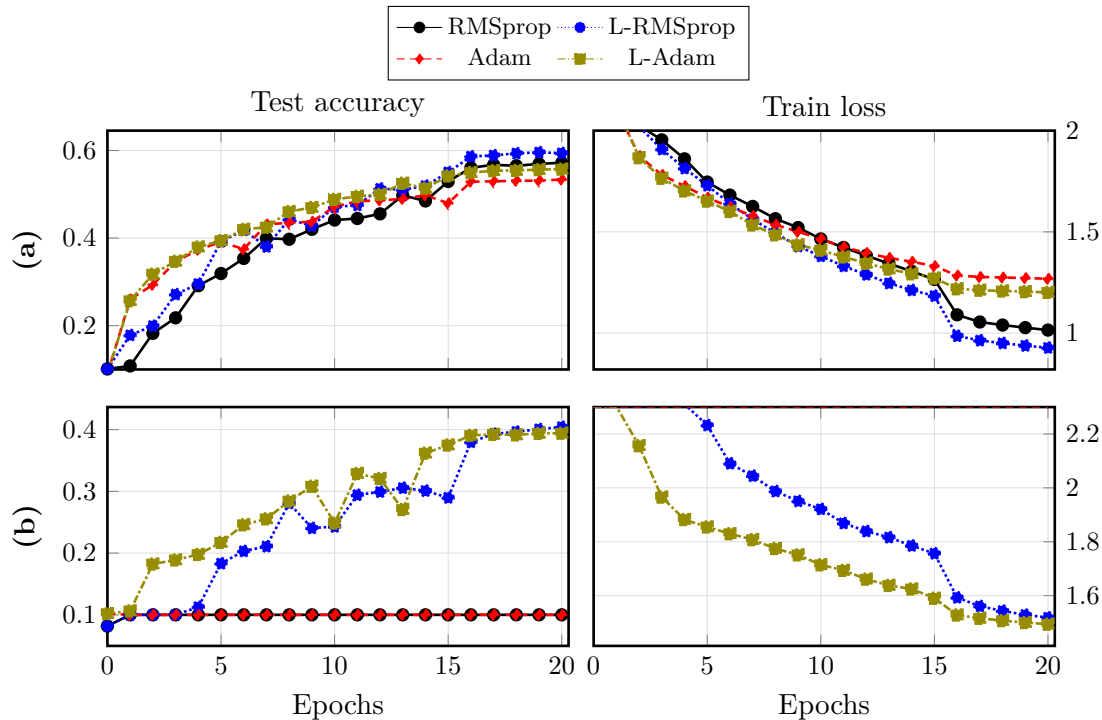 RMSprop L-RMSprop
Adam L-Adam
Test accuracy Train loss
(a)
0.6
0.4
0.2
2
1.5
1
(b)
0.4
0.3
0.2
0.1
2.2
2
1.8
1.6
0 5 10 15 20 0 5 10 15 20
Epochs Epochs